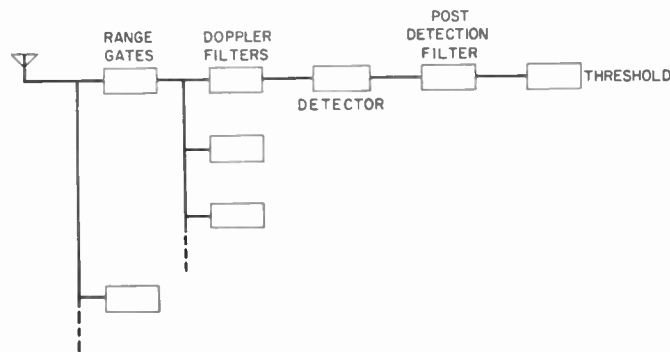 RANGE
GATES
DOPPLER
FILTERS
DETECTOR
POST
DETECTION
FILTER
THRESHOLD